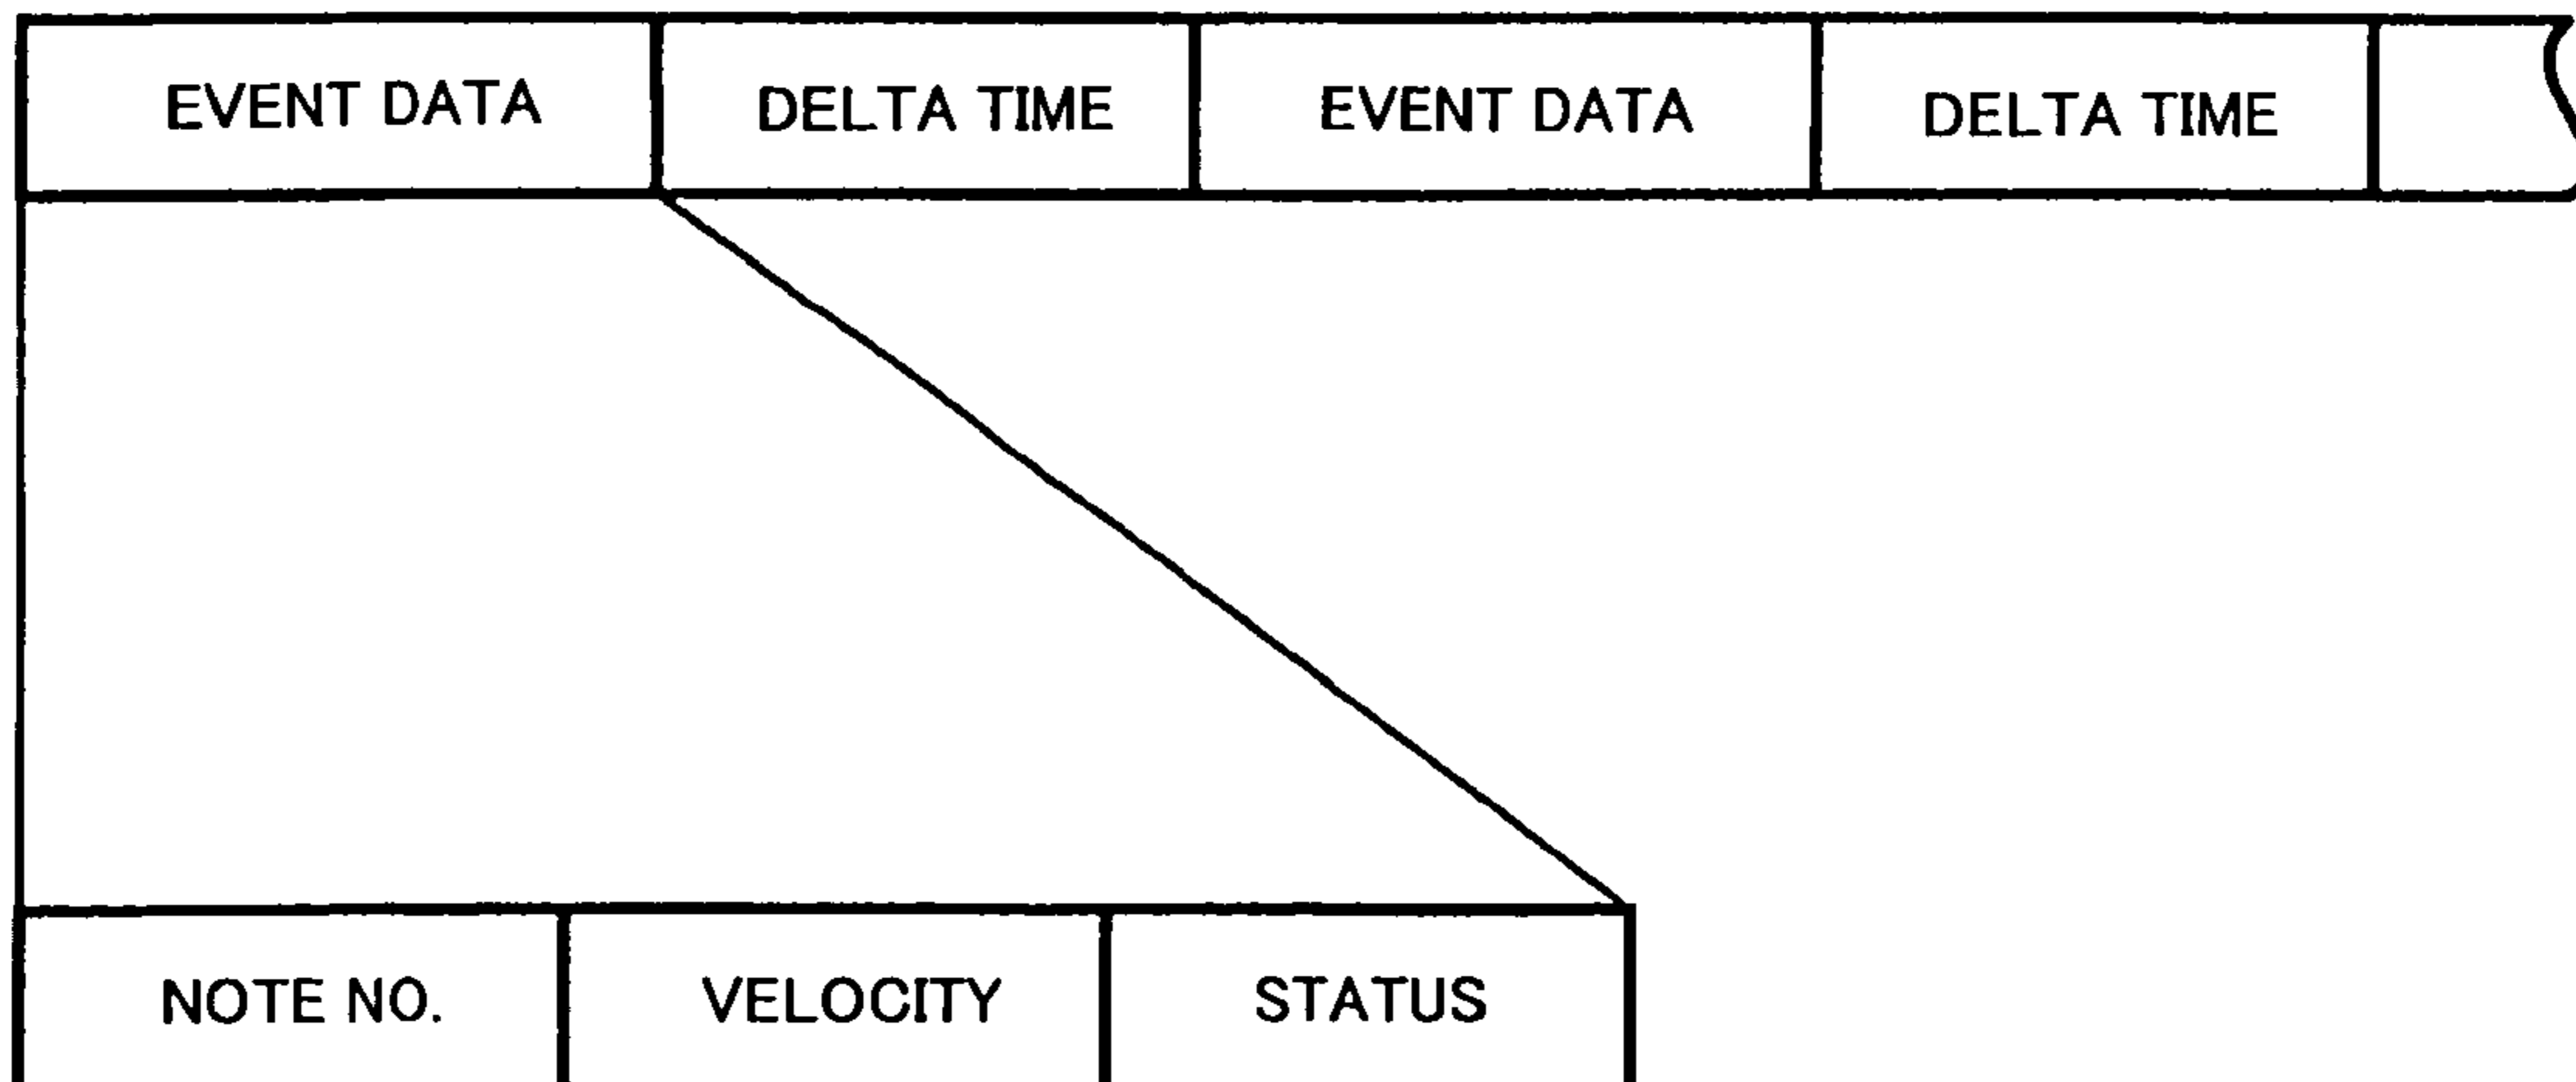 EVENT DATA DELTA TIME EVENT DATA DELTA TIME
NOTE NO. VELOCITY STATUS